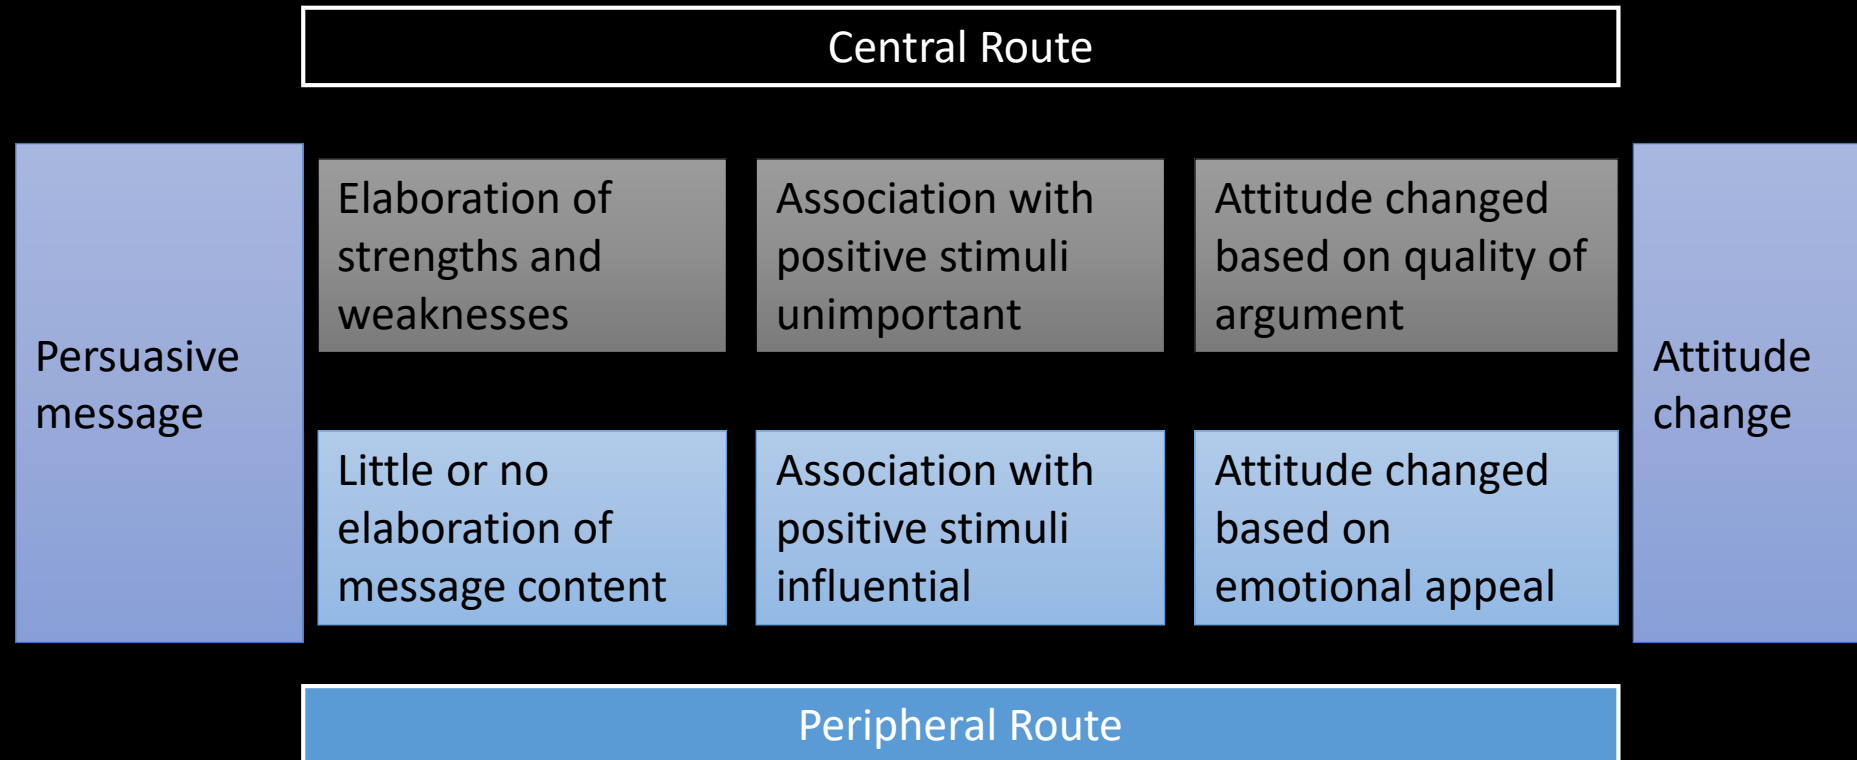 Central Route
Persuasive
message
Elaboration of
strengths and
weaknesses
Association with
positive stimuli
unimportant
Attitude changed
based on quality of
argument
Little or no
elaboration of
message content
Association with
positive stimuli
influential
Attitude changed
based on
emotional appeal
Attitude
change
Peripheral Route